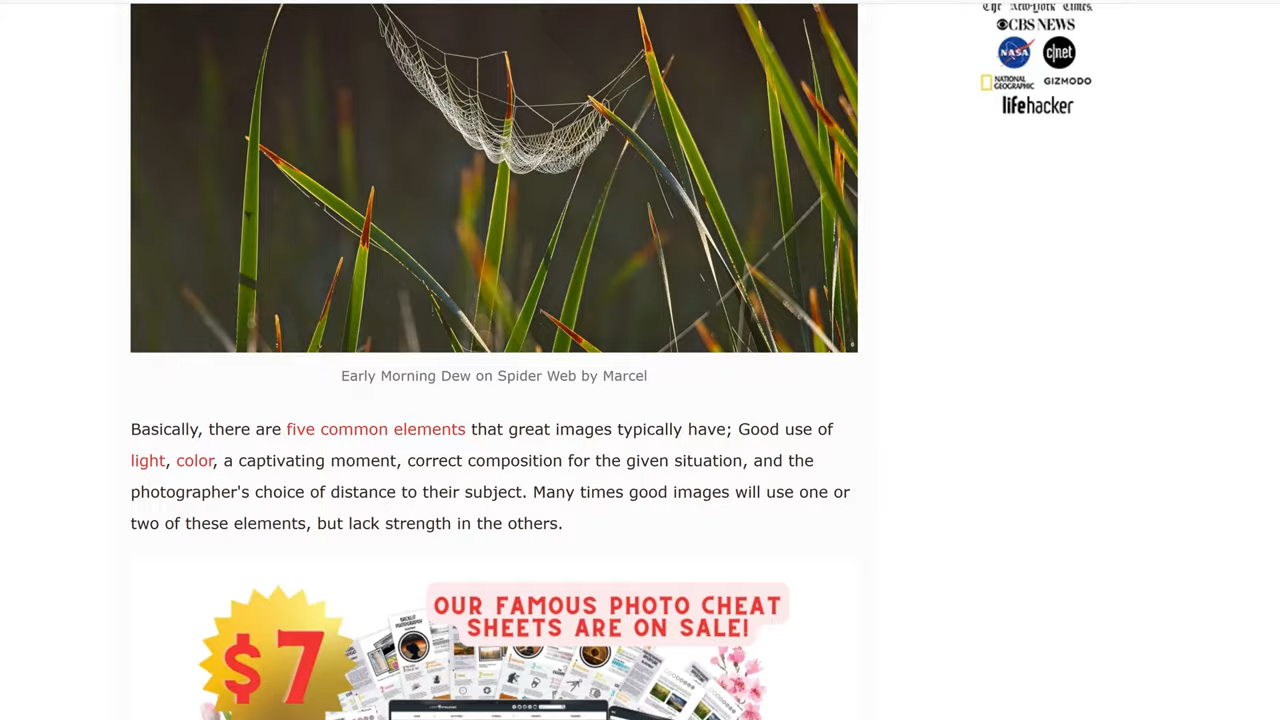 The New York Times.
CBS NEWS
NASA
c|net
NATIONAL
GEOGRAPHIC
GIZMODO
lifehacker
Early Morning Dew on Spider Web by Marcel
Basically, there are five common elements that great images typically have; Good use of
light, color, a captivating moment, correct composition for the given situation, and the
photographer's choice of distance to their subject. Many times good images will use one or
two of these elements, but lack strength in the others.
OUR FAMOUS PHOTO CHEAT
SHEETS ARE ON SALE!
$7